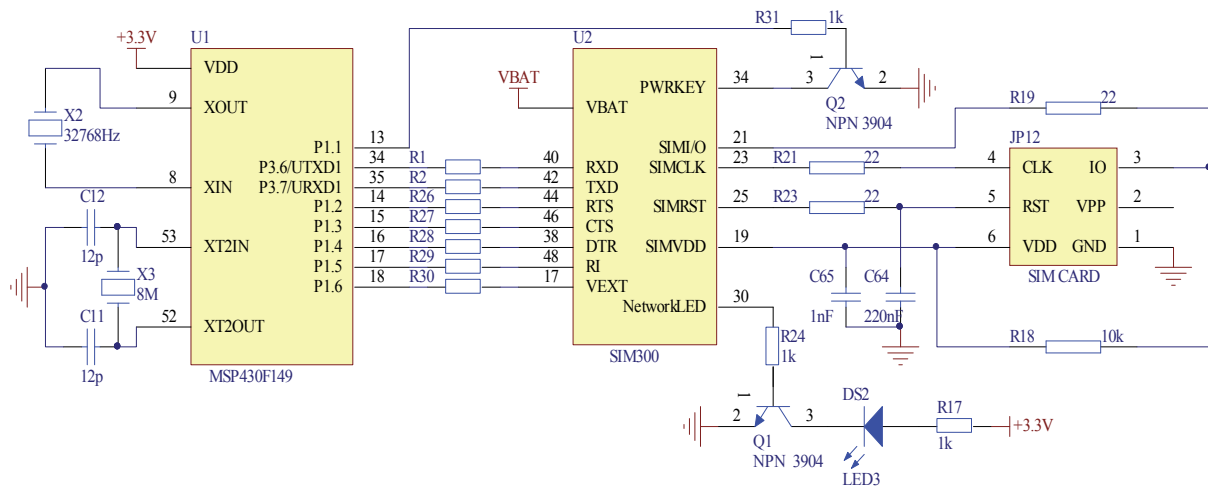 R31 1k
+3.3V U1 U2
VDD
9 XOUT
X2
32768Hz
8 XIN
C12
12p
53 XT2IN
X3
8M
52 XT2OUT
C11
12p
P1.1 13
P3.6/UTXD1 34 R1 40 RXD
P3.7/URXD1 35 R2 42 TXD
P1.2 14 R26 44 RTS
P1.3 15 R27 46 CTS
P1.4 16 R28 38 DTR
P1.5 17 R29 48 RI
P1.6 18 R30 17 VEXT
MSP430F149
VBAT
VBAT
PWRKEY 34 3 1 2
Q2
NPN 3904
SIMI/O 21 R19 22
SIMCLK 23 R21 22
SIMRST 25 R23 22
SIMVDD 19
NetworkLED 30
SIM300
JP12
4 CLK IO 3
5 RST VPP 2
6 VDD GND 1
SIM CARD
C65 C64
1nF 220nF
R18 10k
R24
1k
2 1 3
Q1
NPN 3904
DS2
LED3
R17
1k
+3.3V